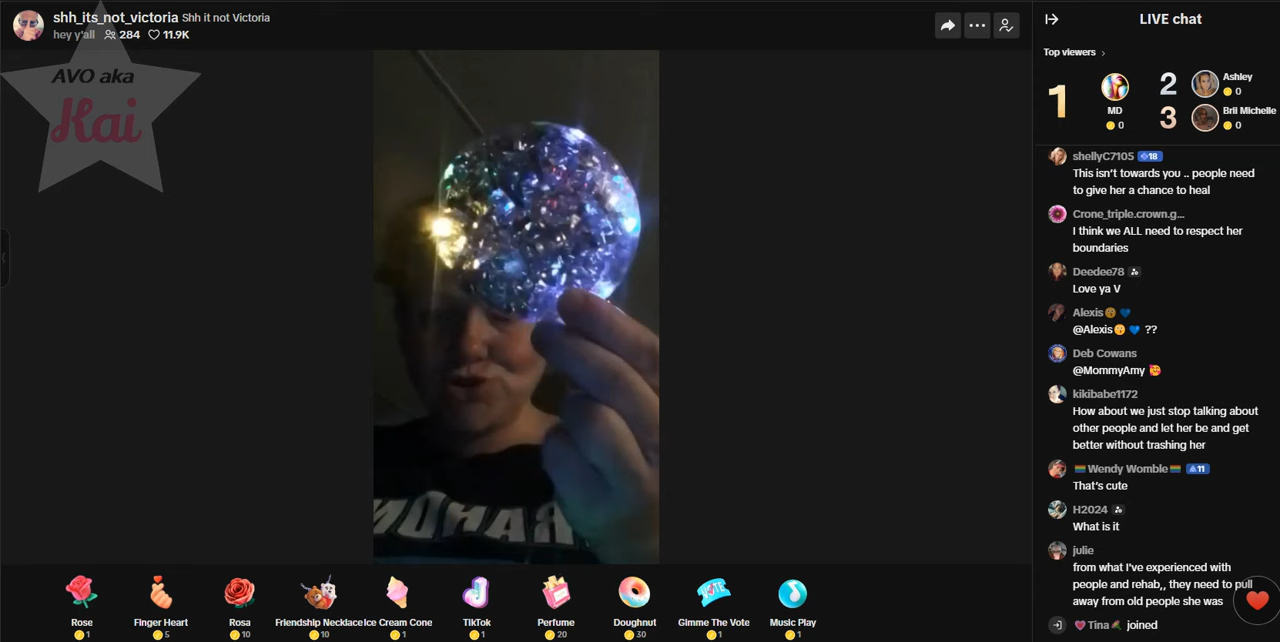 shh_its_not_victoria Shh it not Victoria
hey y'all 284 11.9K
AVO aka
Kai
LIVE chat
Top viewers ›
1
MD
0
2
Ashley
0
3
Brii Michelle
0
shellyC7105 18
This isn't towards you .. people need
to give her a chance to heal
Crone_triple.crown.g...
I think we ALL need to respect her
boundaries
Deedee78
Love ya V
Alexis
@Alexis😘💙 ??
Deb Cowans
@MommyAmy 🥰
kikibabe1172
How about we just stop talking about
other people and let her be and get
better without trashing her
Wendy Womble 11
That's cute
H2024
What is it
julie
from what I've experienced with
people and rehab,, they need to pull
away from old people she was
Tina joined
ЯAHOИ
Rose
1
Finger Heart
5
Rosa
10
Friendship Necklace
10
Ice Cream Cone
1
TikTok
1
Perfume
20
Doughnut
30
VOTE
Gimme The Vote
1
Music Play
1